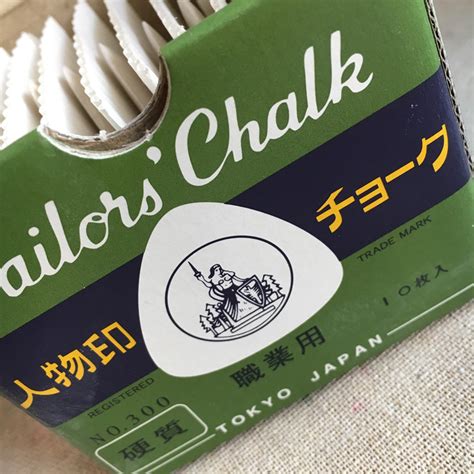 ailors' Chalk
人物印 チョーク
REGISTERED TRADE MARK
NO.300 職業用 10枚入
硬質
TOKYO JAPAN